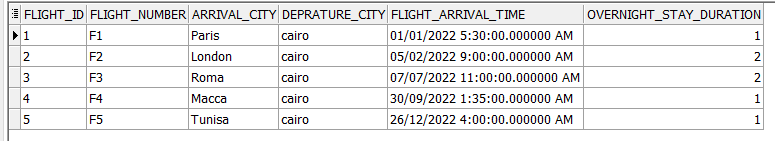 FLIGHT_ID FLIGHT_NUMBER ARRIVAL_CITY DEPRATURE_CITY FLIGHT_ARRIVAL_TIME OVERNIGHT_STAY_DURATION
1 F1 Paris cairo 01/01/2022 5:30:00.000000 AM 1
2 F2 London cairo 05/02/2022 9:00:00.000000 AM 2
3 F3 Roma cairo 07/07/2022 11:00:00.000000 AM 2
4 F4 Macca cairo 30/09/2022 1:35:00.000000 AM 1
5 F5 Tunisa cairo 26/12/2022 4:00:00.000000 AM 1